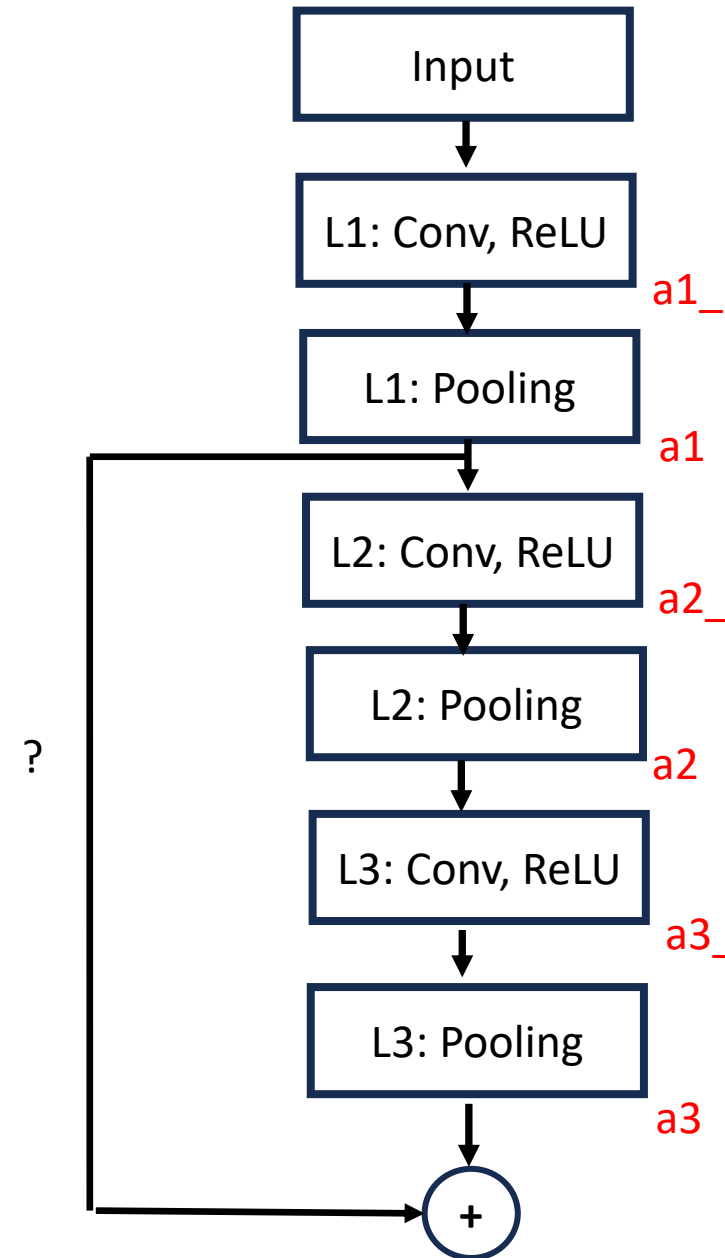 Input
L1: Conv, ReLU
a1_
L1: Pooling
a1
L2: Conv, ReLU
a2_
L2: Pooling
?
a2
L3: Conv, ReLU
a3_
L3: Pooling
a3
+